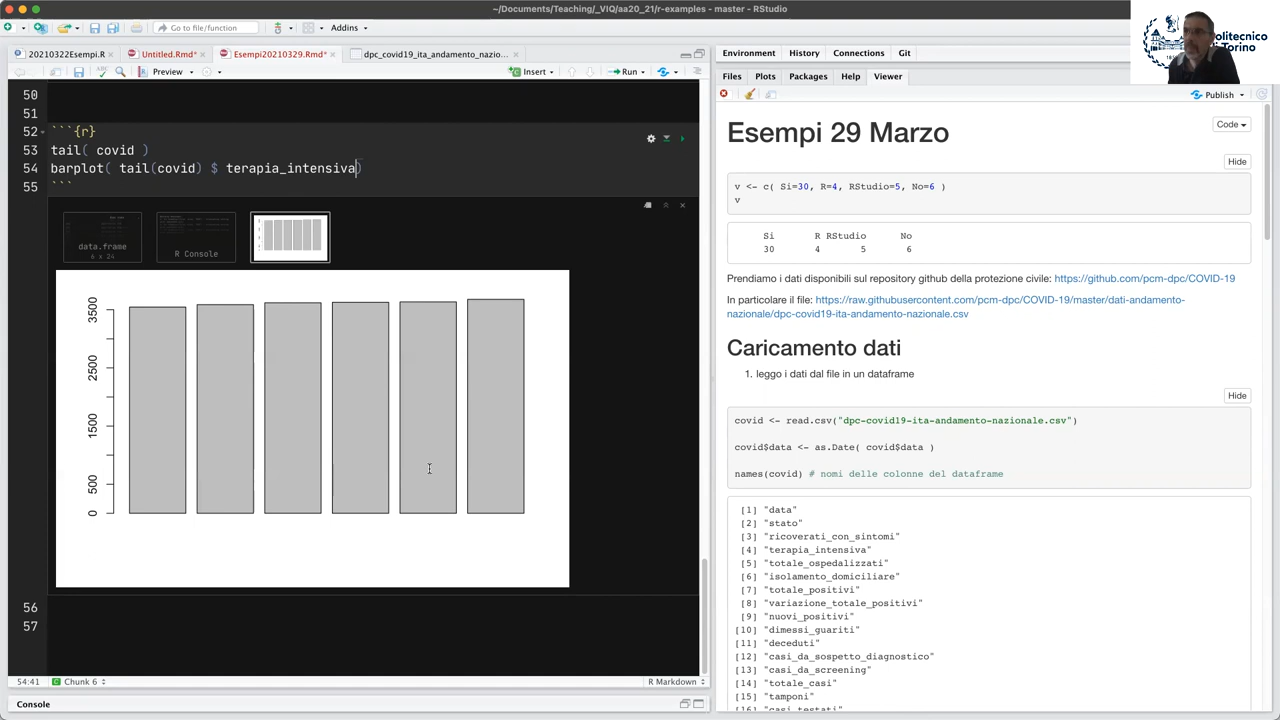 ~/Documents/Teaching/_VIQ/aa20_21/r-examples - master - RStudio
Go to file/function
Addins
20210322Esempi.R
Untitled.Rmd*
Esempi20210329.Rmd*
dpc_covid19_ita_andamento_nazio...
Preview
Insert
Run
50
51
52 ```{r}
53 tail( covid )
54 barplot( tail(covid) $ terapia_intensiva)
55 ```
data.frame
6 x 24
R Console
3500
2500
1500
500
0
56
57
54:41
Chunk 6
R Markdown
Console
Environment
History
Connections
Git
Files
Plots
Packages
Help
Viewer
Publish
Politecnico
di Torino
Esempi 29 Marzo
Code
Hide
v <- c( Si=30, R=4, RStudio=5, No=6 )
v
Si R RStudio No
30 4 5 6
Prendiamo i dati disponibili sul repository github della protezione civile: https://github.com/pcm-dpc/COVID-19
In particolare il file: https://raw.githubusercontent.com/pcm-dpc/COVID-19/master/dati-andamento-
nazionale/dpc-covid19-ita-andamento-nazionale.csv
Caricamento dati
1. leggo i dati dal file in un dataframe
Hide
covid <- read.csv("dpc-covid19-ita-andamento-nazionale.csv")
covid$data <- as.Date( covid$data )
names(covid) # nomi delle colonne del dataframe
[1] "data"
[2] "stato"
[3] "ricoverati_con_sintomi"
[4] "terapia_intensiva"
[5] "totale_ospedalizzati"
[6] "isolamento_domiciliare"
[7] "totale_positivi"
[8] "variazione_totale_positivi"
[9] "nuovi_positivi"
[10] "dimessi_guariti"
[11] "deceduti"
[12] "casi_da_sospetto_diagnostico"
[13] "casi_da_screening"
[14] "totale_casi"
[15] "tamponi"
[16] "casi_testati"